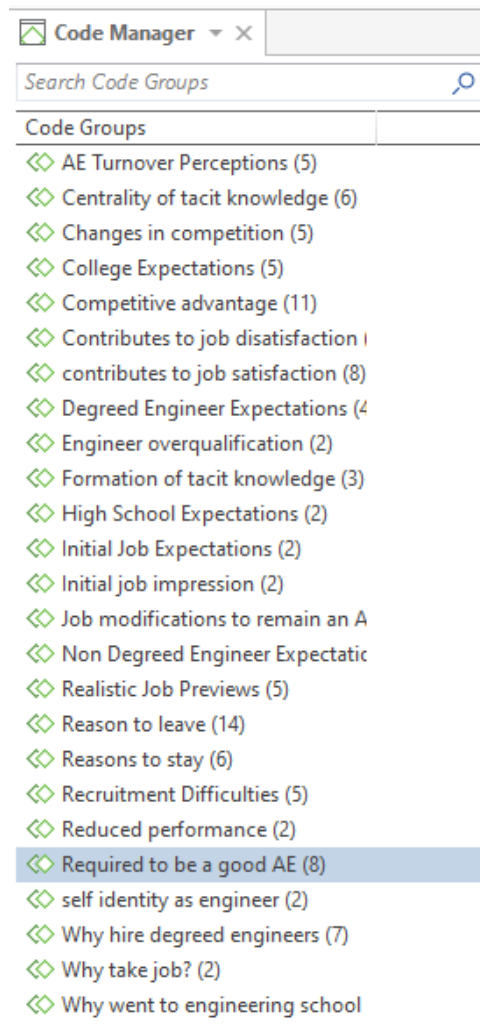 Code Manager
Search Code Groups
Code Groups
AE Turnover Perceptions (5)
Centrality of tacit knowledge (6)
Changes in competition (5)
College Expectations (5)
Competitive advantage (11)
Contributes to job disatisfaction (
contributes to job satisfaction (8)
Degreed Engineer Expectations (4
Engineer overqualification (2)
Formation of tacit knowledge (3)
High School Expectations (2)
Initial Job Expectations (2)
Initial job impression (2)
Job modifications to remain an A
Non Degreed Engineer Expectatic
Realistic Job Previews (5)
Reason to leave (14)
Reasons to stay (6)
Recruitment Difficulties (5)
Reduced performance (2)
Required to be a good AE (8)
self identity as engineer (2)
Why hire degreed engineers (7)
Why take job? (2)
Why went to engineering school